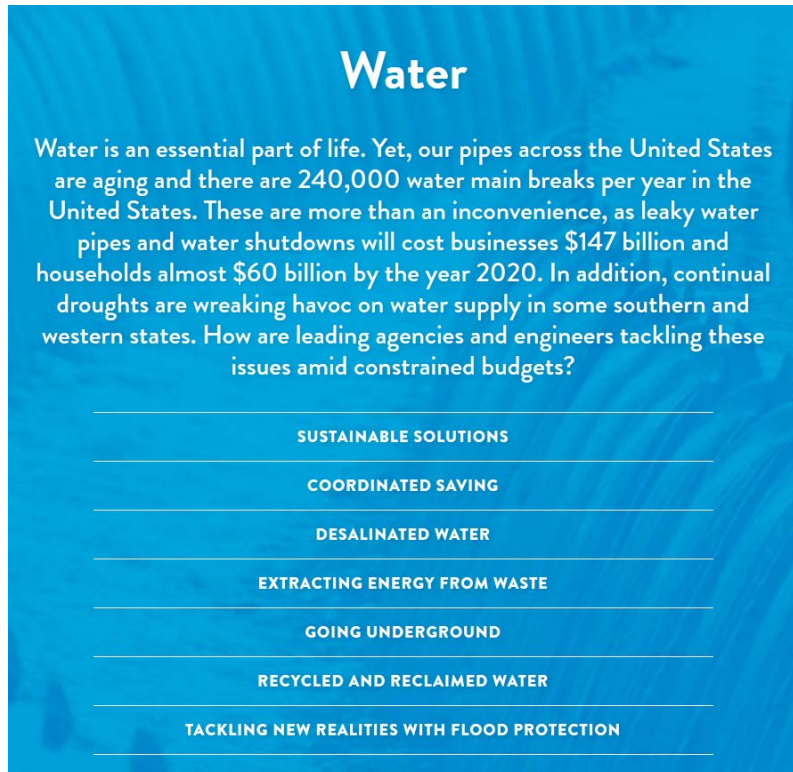 Water
Water is an essential part of life. Yet, our pipes across the United States
are aging and there are 240,000 water main breaks per year in the
United States. These are more than an inconvenience, as leaky water
pipes and water shutdowns will cost businesses $147 billion and
households almost $60 billion by the year 2020. In addition, continual
droughts are wreaking havoc on water supply in some southern and
western states. How are leading agencies and engineers tackling these
issues amid constrained budgets?
SUSTAINABLE SOLUTIONS
COORDINATED SAVING
DESALINATED WATER
EXTRACTING ENERGY FROM WASTE
GOING UNDERGROUND
RECYCLED AND RECLAIMED WATER
TACKLING NEW REALITIES WITH FLOOD PROTECTION